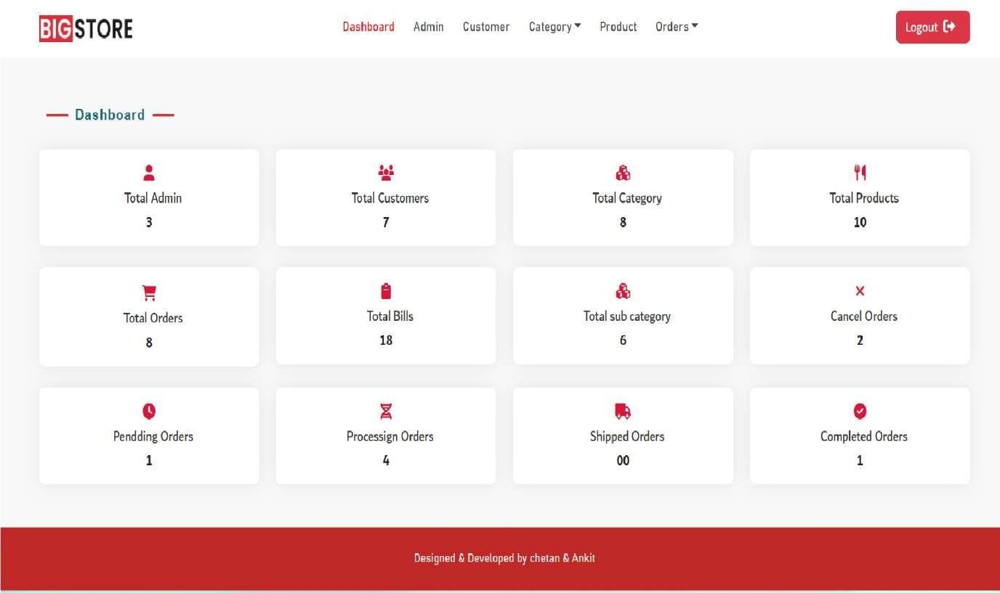 BIGSTORE
Dashboard Admin Customer Category Product Orders
Logout
Dashboard
Total Admin Total Customers Total Category Total Products
3 7 8 10
Total Orders Total Bills Total sub category Cancel Orders
8 18 6 2
Pendding Orders Processign Orders Shipped Orders Completed Orders
1 4 00 1
Designed & Developed by chetan & Ankit